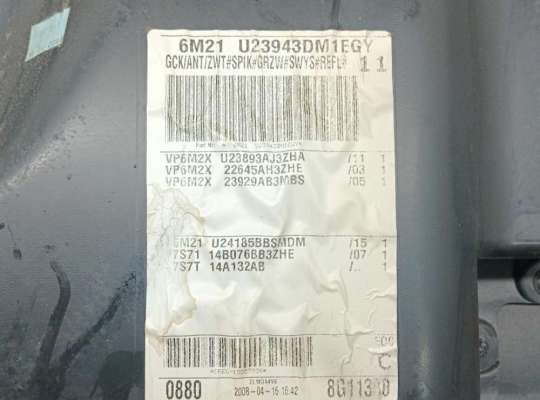 6M21 U23943DM1EGY
GCK/ANT/ZWT#SPIK#GRZW#SWYS#REFL# 11
VP6M2X U23893AJ3ZHA /11 1
VP6M2X 22645AH3ZHE /03 1
VP6M2X 23929AB3MBS /05 1
6M21 U24185BBSMDM /15 1
7S71 14B076BB3ZHE /07 1
7S7T 14A132AB /.. 1
C
0880 2008-04-15 16:42 8G11340